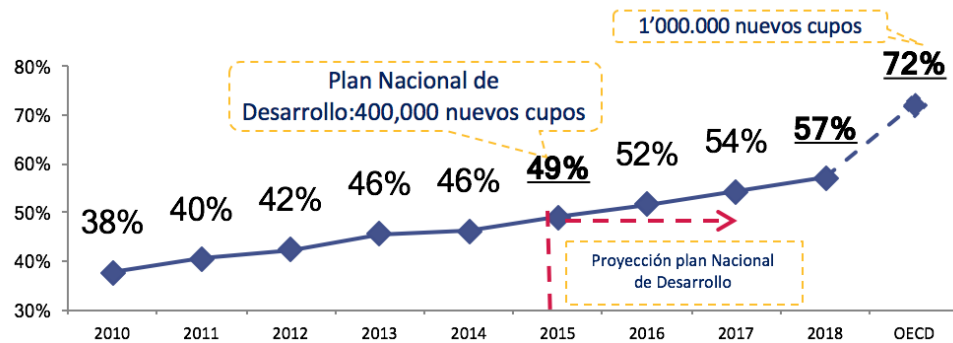 1’000.000 nuevos cupos
80%
72%
Plan Nacional de
Desarrollo:400,000 nuevos cupos
70%
57%
54%
52%
49%
46%
46%
42%
40%
38%
60%
50%
40%
30%
Proyección plan Nacional
de Desarrollo
2010 2011 2012 2013 2014 2015 2016 2017 2018 OECD